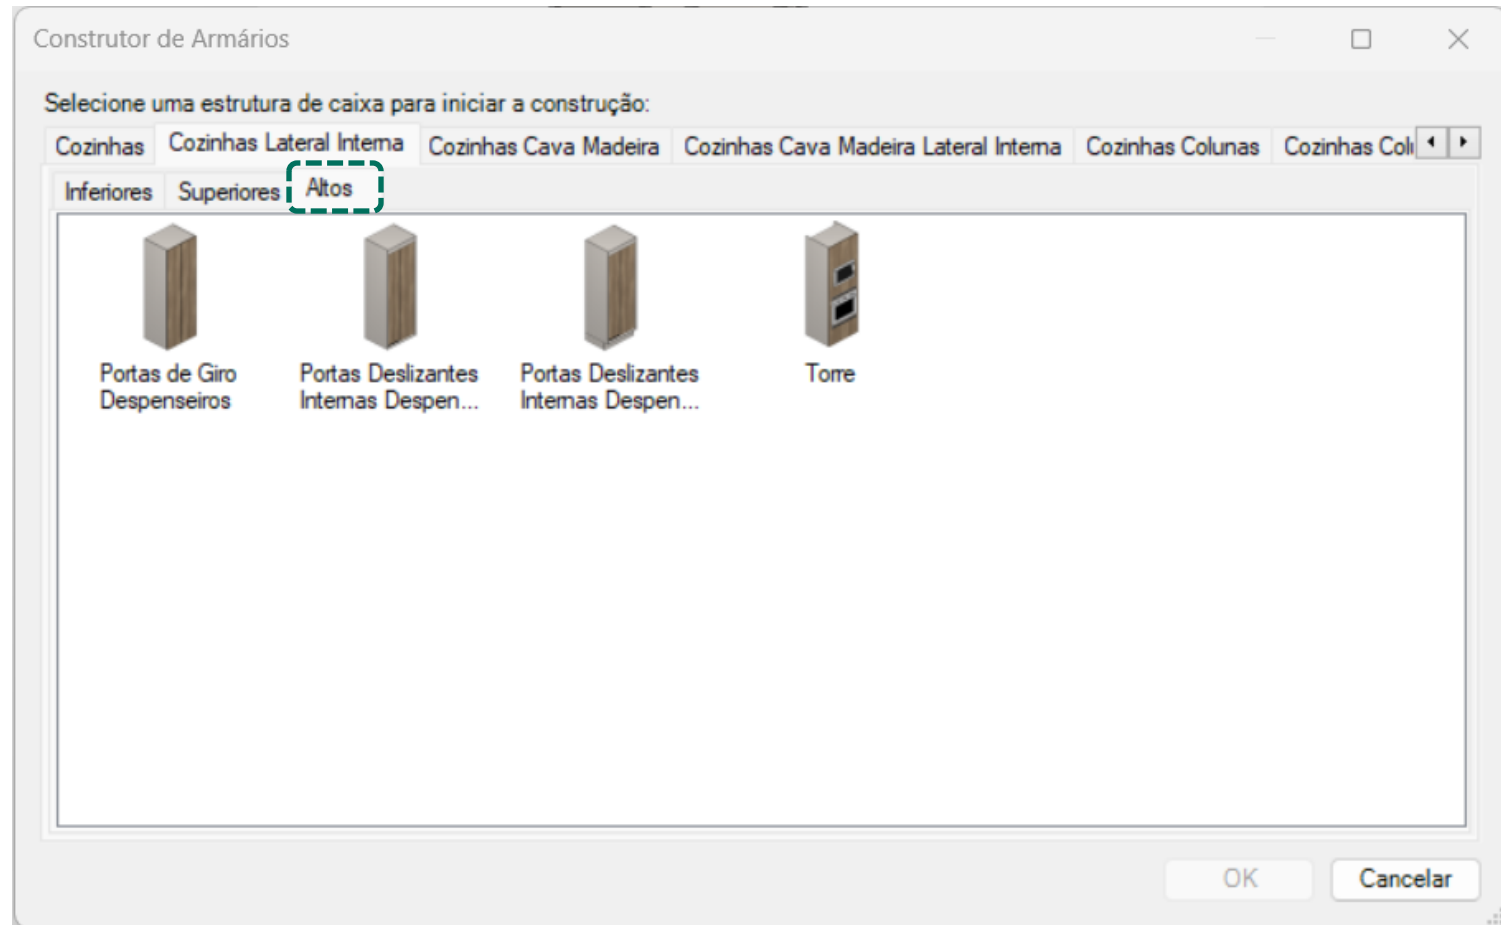 Construtor de Armários
Selecione uma estrutura de caixa para iniciar a construção:
Cozinhas Cozinhas Lateral Interna Cozinhas Cava Madeira Cozinhas Cava Madeira Lateral Interna Cozinhas Colunas Cozinhas Colu
Inferiores Superiores Altos
Portas de Giro
Despenseiros
Portas Deslizantes
Internas Despen...
Portas Deslizantes
Internas Despen...
Torre
OK Cancelar